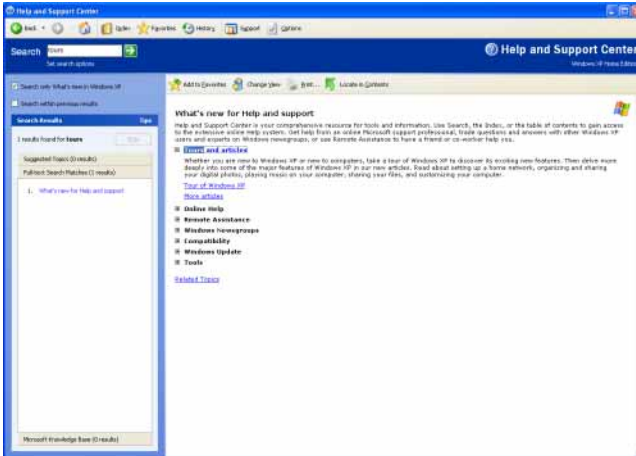 Help and Support Center
Back
Index
Favorites
History
Support
Options
Search
tours
Set search options
Help and Support Center
Windows XP Home Edition
Search only What's new in Windows XP
Search within previous results
Search Results
Tips
1 results found for tours
Suggested Topics (0 results)
Full-text Search Matches (1 results)
1. What's new for Help and support
Microsoft Knowledge Base (0 results)
Add to Favorites
Change View
Print...
Locate in Contents
What's new for Help and support
Help and Support Center is your comprehensive resource for tools and information. Use Search, the Index, or the table of contents to gain access
to the extensive online Help system. Get help from an online Microsoft support professional, trade questions and answers with other Windows XP
users and experts on Windows newsgroups, or use Remote Assistance to have a friend or co-worker help you.
Tours and articles
Whether you are new to Windows XP or new to computers, take a tour of Windows XP to discover its exciting new features. Then delve more
deeply into some of the major features of Windows XP in our new articles. Read about setting up a home network, organizing and sharing
your digital photos, playing music on your computer, sharing your files, and customizing your computer.
Tour of Windows XP
More articles
Online Help
Remote Assistance
Windows Newsgroups
Compatibility
Windows Update
Tools
Related Topics